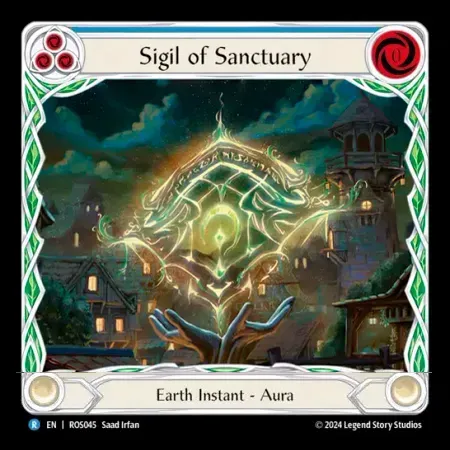 Sigil of Sanctuary
Earth Instant - Aura
R EN | ROS045 Saad Irfan © 2024 Legend Story Studios